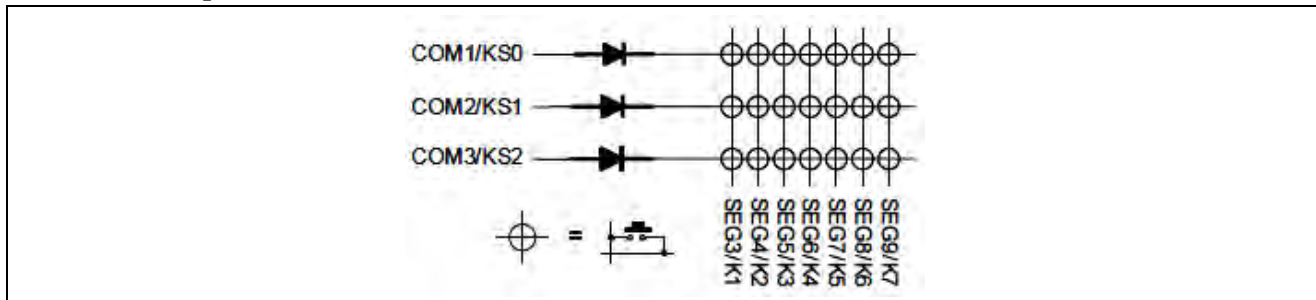 COM1/KS0
COM2/KS1
COM3/KS2
=
SEG3/K1
SEG4/K2
SEG5/K3
SEG6/K4
SEG7/K5
SEG8/K6
SEG9/K7